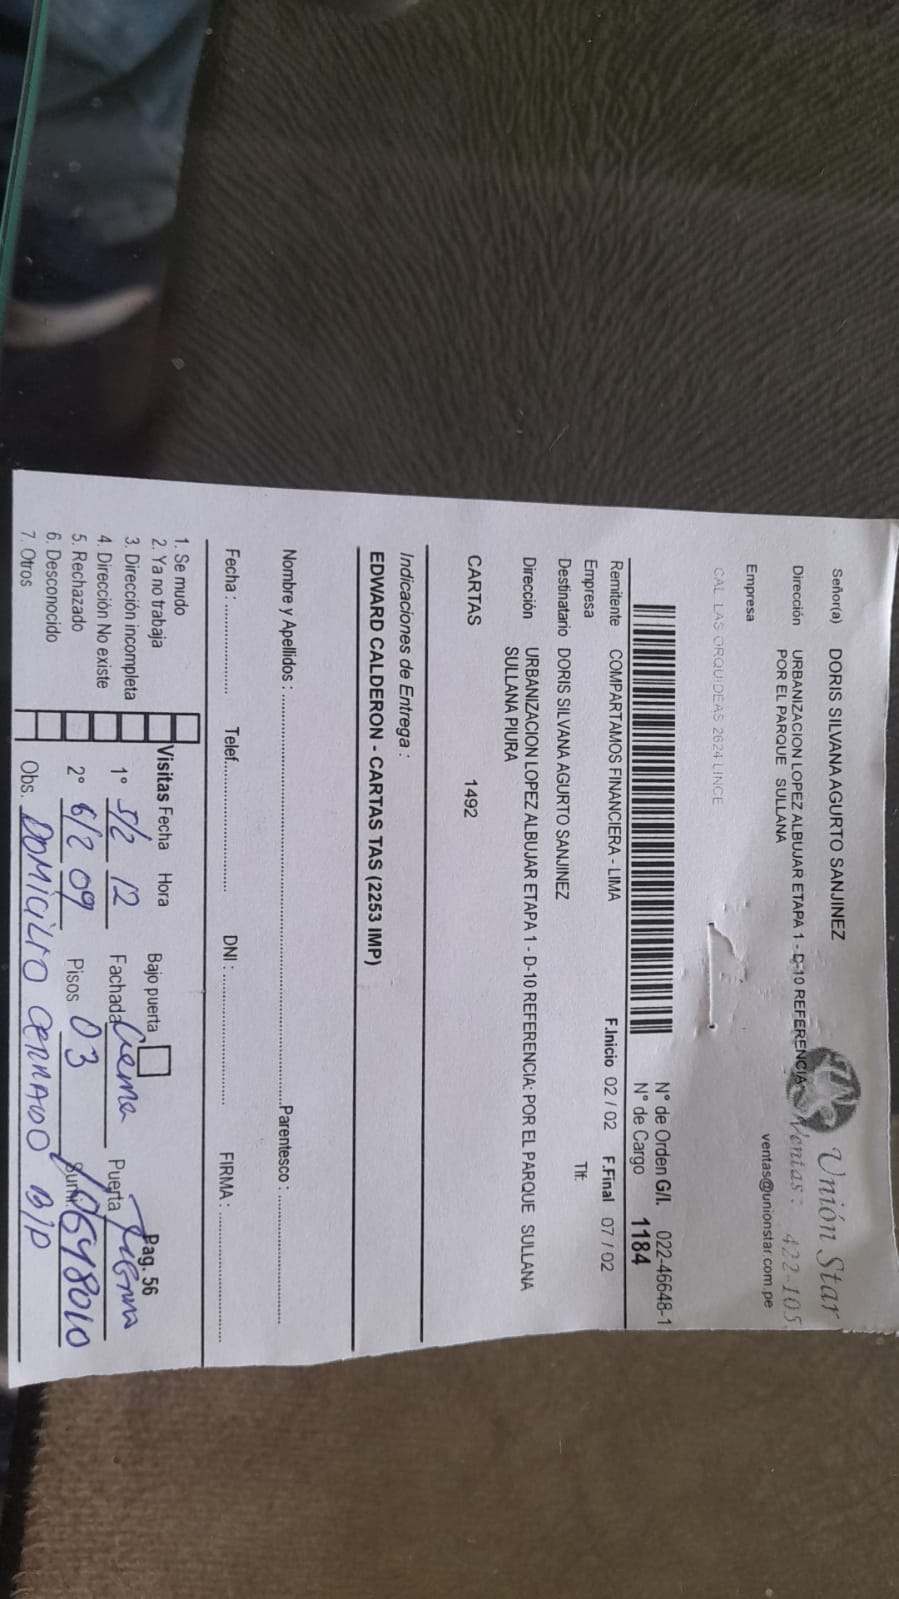 Unión Star
Ventas: 422-105
ventas@unionstar.com.pe
Señor(a) DORIS SILVANA AGURTO SANJINEZ
Dirección URBANIZACION LOPEZ ALBUJAR ETAPA 1 - D-10 REFERENCIA:
POR EL PARQUE SULLANA
Empresa
CAL LAS ORQUIDEAS 2624 LINCE
N° de Orden G/I. 022-46648-1
N° de Cargo 1184
Remitente COMPARTAMOS FINANCIERA - LIMA F.Inicio 02 / 02 F.Final 07 / 02
Empresa Tlf:
Destinatario DORIS SILVANA AGURTO SANJINEZ
Dirección URBANIZACION LOPEZ ALBUJAR ETAPA 1 - D-10 REFERENCIA: POR EL PARQUE SULLANA
SULLANA PIURA
CARTAS 1492
Indicaciones de Entrega :
EDWARD CALDERON - CARTAS TAS (2253 IMP)
Nombre y Apellidos : Parentesco :
Fecha : Telef. DNI : FIRMA :
Pag. 56
1. Se mudo
2. Ya no trabaja
3. Dirección incompleta
4. Dirección No existe
5. Rechazado
6. Desconocido
7. Otros
Visitas Fecha Hora Bajo puerta
1° 5/2 12 Fachada Crema Puerta
2° 6/2 09 Pisos 03 Sumi. 10648010
Obs. DOMICILIO CERRADO B/P